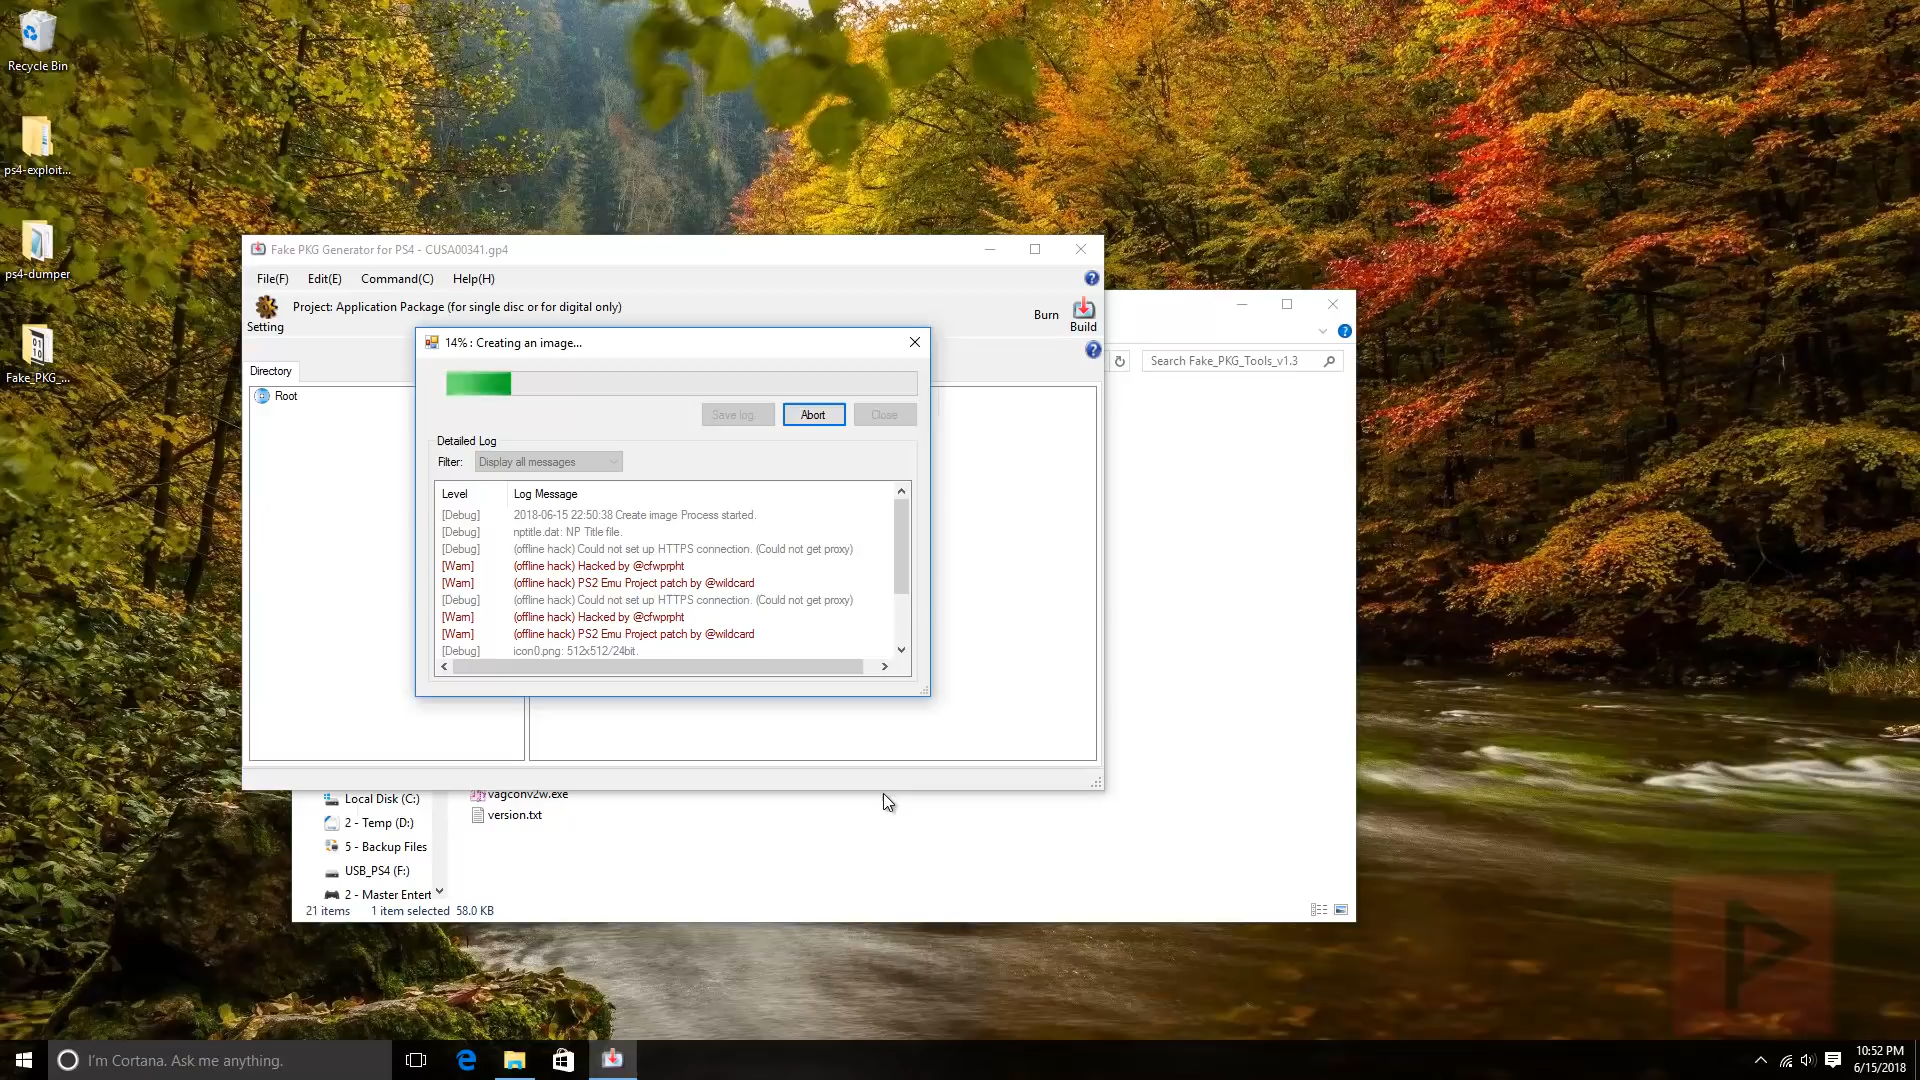 Recycle Bin
ps4-exploit...
ps4-dumper
Fake_PKG_...
Fake PKG Generator for PS4 - CUSA00341.gp4
File(F) Edit(E) Command(C) Help(H)
Project: Application Package (for single disc or for digital only)
Setting
Burn
Build
Directory
Root
14% : Creating an image...
Save log
Abort
Close
Detailed Log
Filter: Display all messages
Level Log Message
[Debug] 2018-06-15 22:50:38 Create image Process started.
[Debug] nptitle.dat: NP Title file.
[Debug] (offline hack) Could not set up HTTPS connection. (Could not get proxy)
[Warn] (offline hack) Hacked by @cfwprpht
[Warn] (offline hack) PS2 Emu Project patch by @wildcard
[Debug] (offline hack) Could not set up HTTPS connection. (Could not get proxy)
[Warn] (offline hack) Hacked by @cfwprpht
[Warn] (offline hack) PS2 Emu Project patch by @wildcard
[Debug] icon0.png: 512x512/24bit.
Search Fake_PKG_Tools_v1.3
Local Disk (C:)
2 - Temp (D:)
5 - Backup Files
USB_PS4 (F:)
2 - Master Entert
vagconv2w.exe
version.txt
21 items 1 item selected 58.0 KB
I'm Cortana. Ask me anything.
10:52 PM
6/15/2018